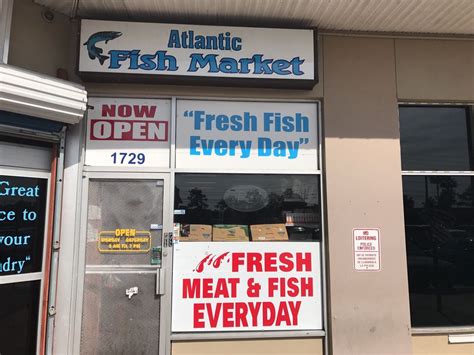 Atlantic
Fish Market
NOW
OPEN
1729
"Fresh Fish
Every Day"
Great
ce to
your
ndry"
OPEN
FRESH
MEAT & FISH
EVERYDAY
NO
LOITERING
POLICE
ENFORCED